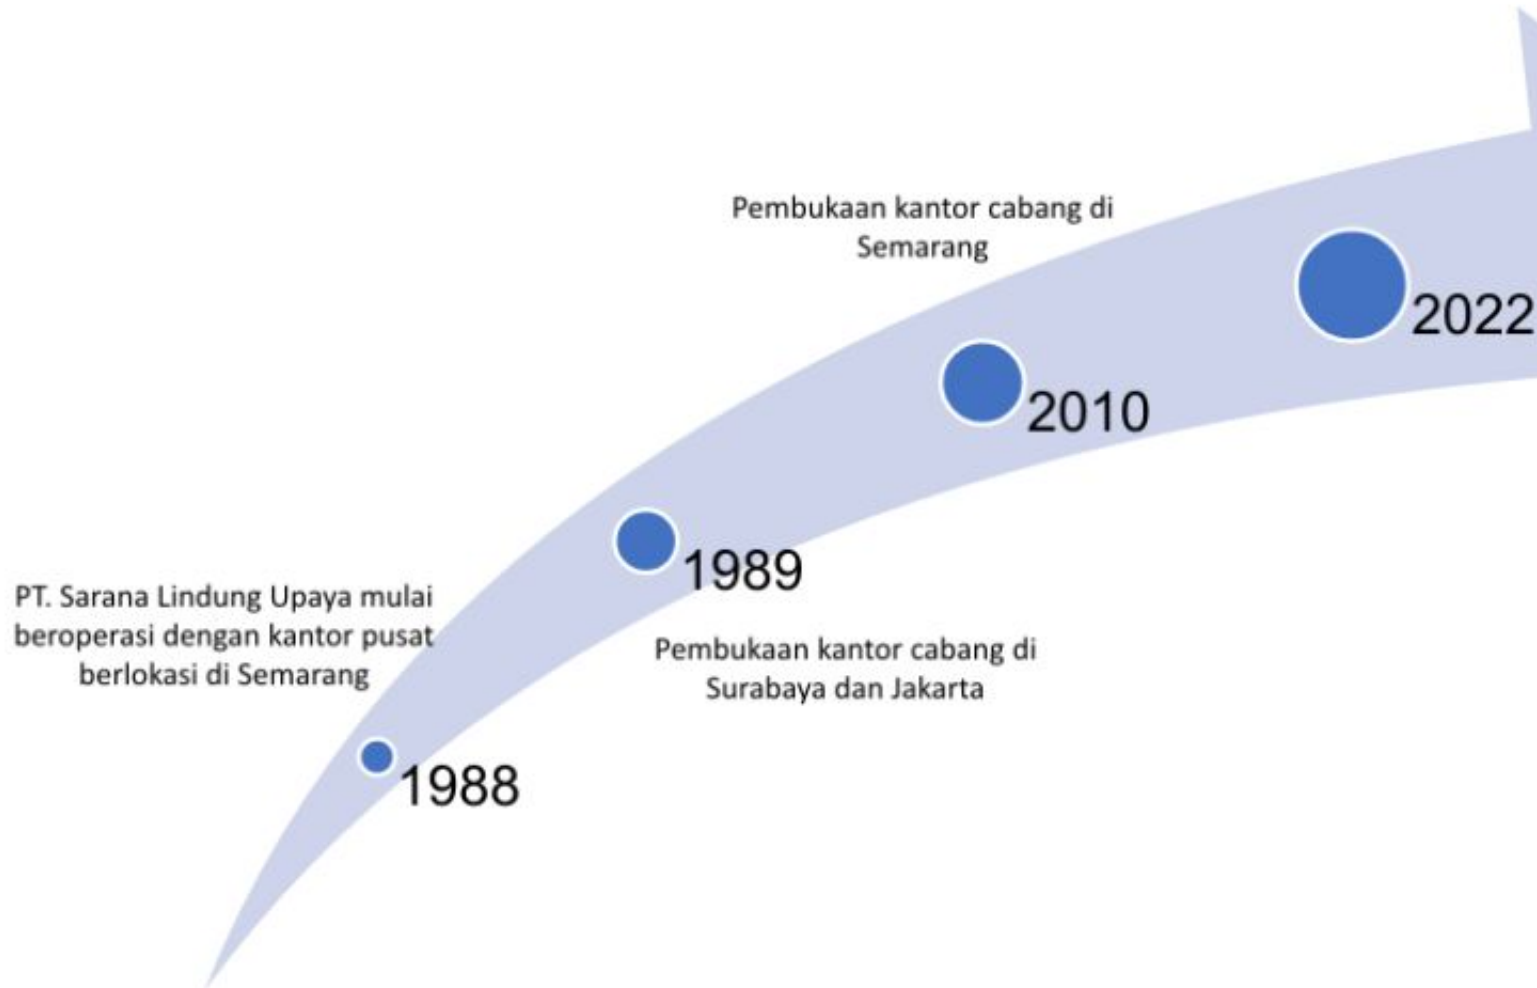 Pembukaan kantor cabang di
Semarang
2022
2010
1989
PT. Sarana Lindung Upaya mulai
beroperasi dengan kantor pusat
berlokasi di Semarang
Pembukaan kantor cabang di
Surabaya dan Jakarta
1988